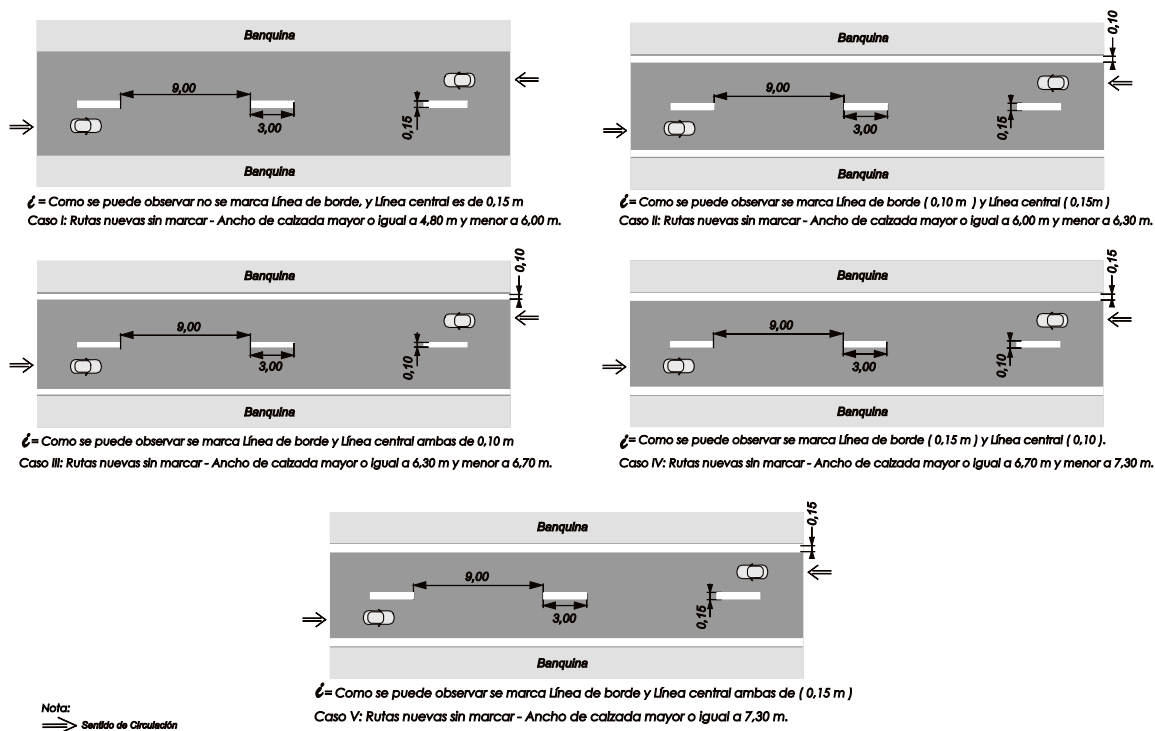 Banquina
9,00
3,00
0,15
Banquina
¿ = Como se puede observar no se marca Línea de borde, y Línea central es de 0,15 m
Caso I: Rutas nuevas sin marcar - Ancho de calzada mayor o igual a 4,80 m y menor a 6,00 m.
0,10
Banquina
9,00
3,00
0,15
Banquina
¿ = Como se puede observar se marca Línea de borde ( 0,10 m ) y Línea central ( 0,15m )
Caso II: Rutas nuevas sin marcar - Ancho de calzada mayor o igual a 6,00 m y menor a 6,30 m.
0,10
Banquina
9,00
3,00
0,10
Banquina
¿ = Como se puede observar se marca Línea de borde y Línea central ambas de 0,10 m
Caso III: Rutas nuevas sin marcar - Ancho de calzada mayor o igual a 6,30 m y menor a 6,70 m.
0,15
Banquina
9,00
3,00
0,10
Banquina
¿ = Como se puede observar se marca Línea de borde ( 0,15 m ) y Línea central ( 0,10 ).
Caso IV: Rutas nuevas sin marcar - Ancho de calzada mayor o igual a 6,70 m y menor a 7,30 m.
0,15
Banquina
9,00
3,00
0,15
Banquina
¿ = Como se puede observar se marca Línea de borde y Línea central ambas de ( 0,15 m )
Caso V: Rutas nuevas sin marcar - Ancho de calzada mayor o igual a 7,30 m.
Nota:
Sentido de Circulación